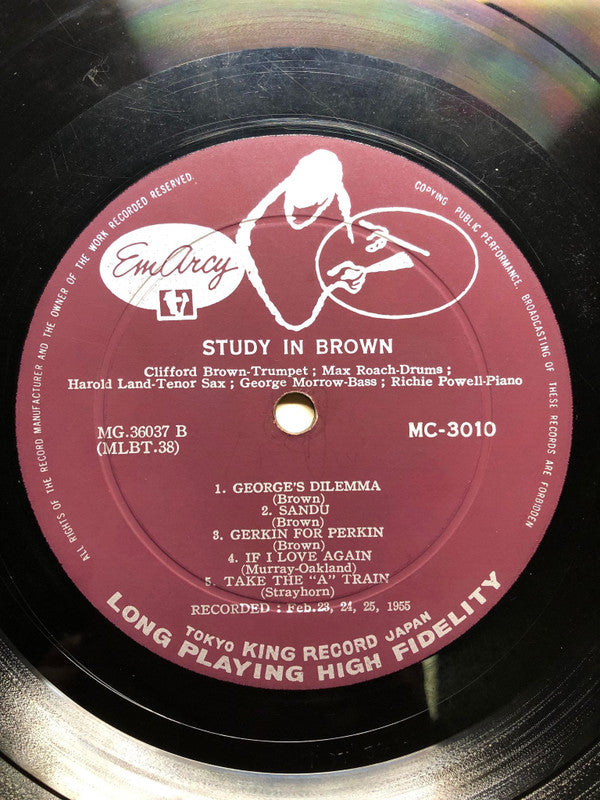 ALL RIGHTS OF THE RECORD MANUFACTURER AND THE OWNER OF THE WORK RECORDED RESERVED.
COPYING PUBLIC PERFORMANCE. BROADCASTING OF THESE RECORDS ARE FORBIDDEN
EmArcy
STUDY IN BROWN
Clifford Brown-Trumpet ; Max Roach-Drums ;
Harold Land-Tenor Sax ; George Morrow-Bass ; Richie Powell-Piano
MG.36037 B
(MLBT.38)
MC-3010
1. GEORGE'S DILEMMA
(Brown)
2. SANDU
(Brown)
3. GERKIN FOR PERKIN
(Brown)
4. IF I LOVE AGAIN
(Murray-Oakland)
5. TAKE THE "A" TRAIN
(Strayhorn)
RECORDED : Feb.23, 24, 25, 1955
TOKYO KING RECORD JAPAN
LONG PLAYING HIGH FIDELITY